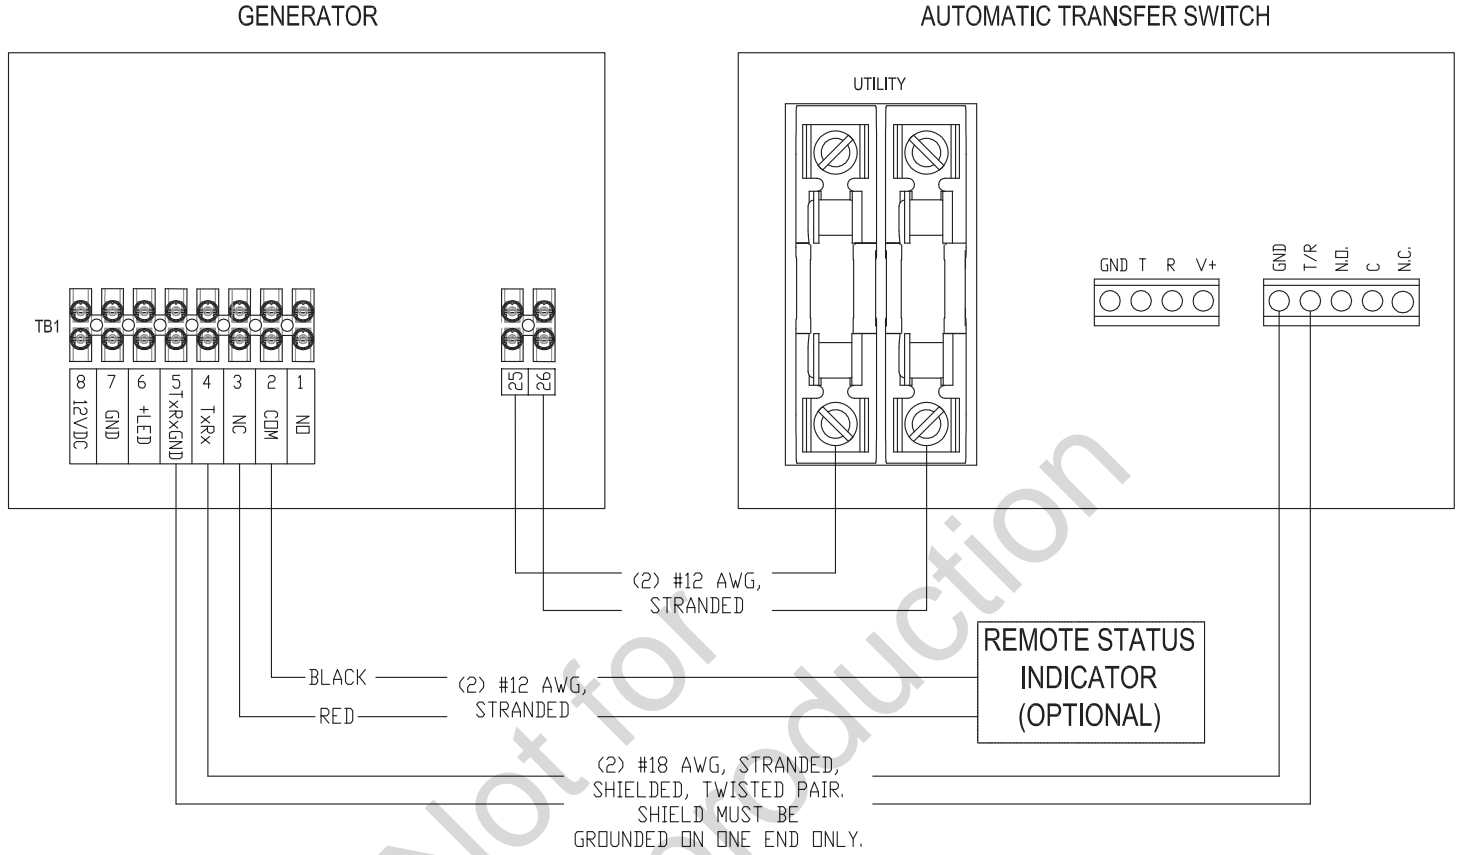 GENERATOR
AUTOMATIC TRANSFER SWITCH
UTILITY
GND T R V+
GND
T/R
N.O.
C
N.C.
TB1
8 12VDC
7 GND
6 +LED
5 TxRxGND
4 TxRx
3 NC
2 COM
1 NO
25
26
(2) #12 AWG,
STRANDED
BLACK
RED
(2) #12 AWG,
STRANDED
REMOTE STATUS
INDICATOR
(OPTIONAL)
(2) #18 AWG, STRANDED,
SHIELDED, TWISTED PAIR.
SHIELD MUST BE
GROUNDED ON ONE END ONLY.
Not for